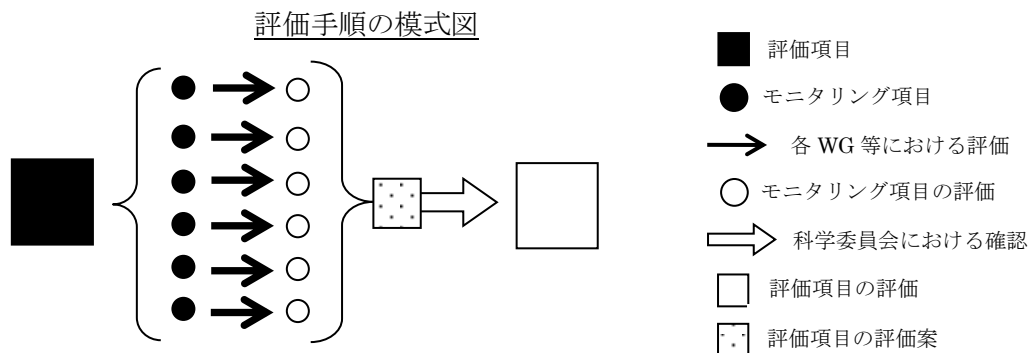 評価手順の模式図
評価項目
モニタリング項目
各 WG 等における評価
モニタリング項目の評価
科学委員会における確認
評価項目の評価
評価項目の評価案